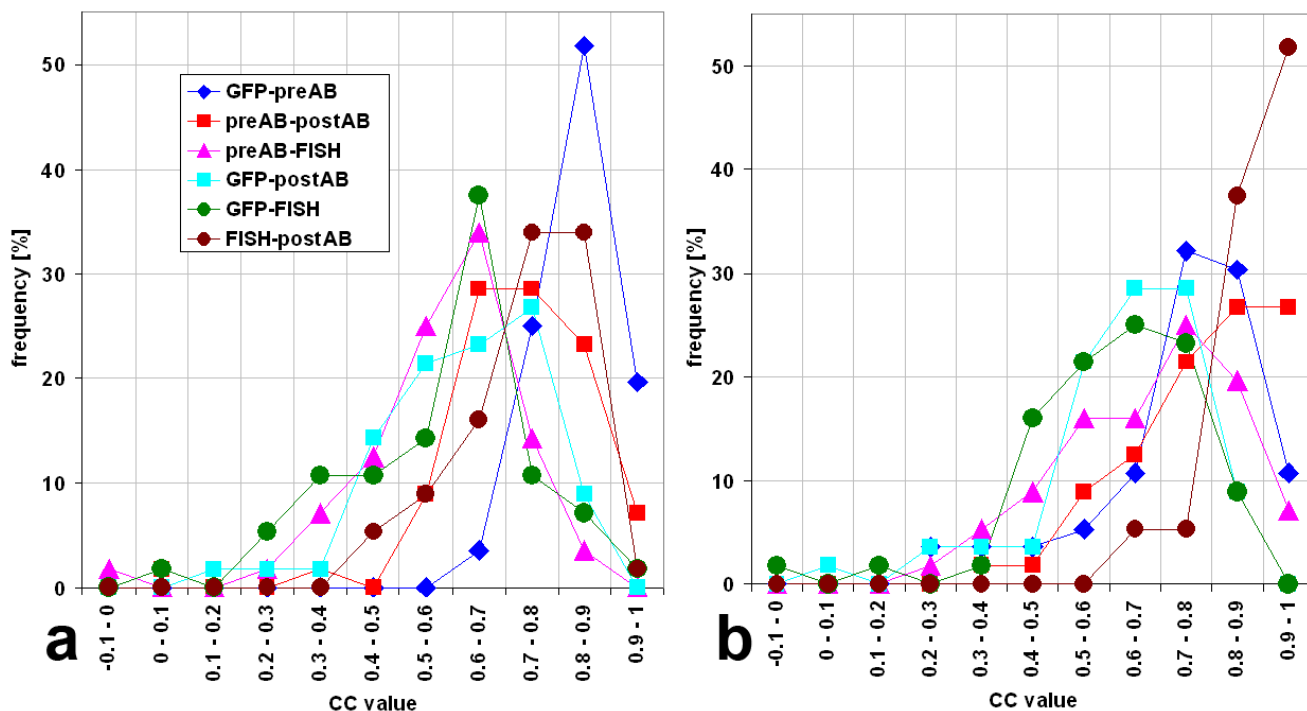 50
40
30
20
10
0
frequency [%]
GFP-preAB
preAB-postAB
preAB-FISH
GFP-postAB
GFP-FISH
FISH-postAB
a
-0.1 - 0
0 - 0.1
0.1 - 0.2
0.2 - 0.3
0.3 - 0.4
0.4 - 0.5
0.5 - 0.6
0.6 - 0.7
0.7 - 0.8
0.8 - 0.9
0.9 - 1
CC value
50
40
30
20
10
0
frequency [%]
b
-0.1 - 0
0 - 0.1
0.1 - 0.2
0.2 - 0.3
0.3 - 0.4
0.4 - 0.5
0.5 - 0.6
0.6 - 0.7
0.7 - 0.8
0.8 - 0.9
0.9 - 1
CC value